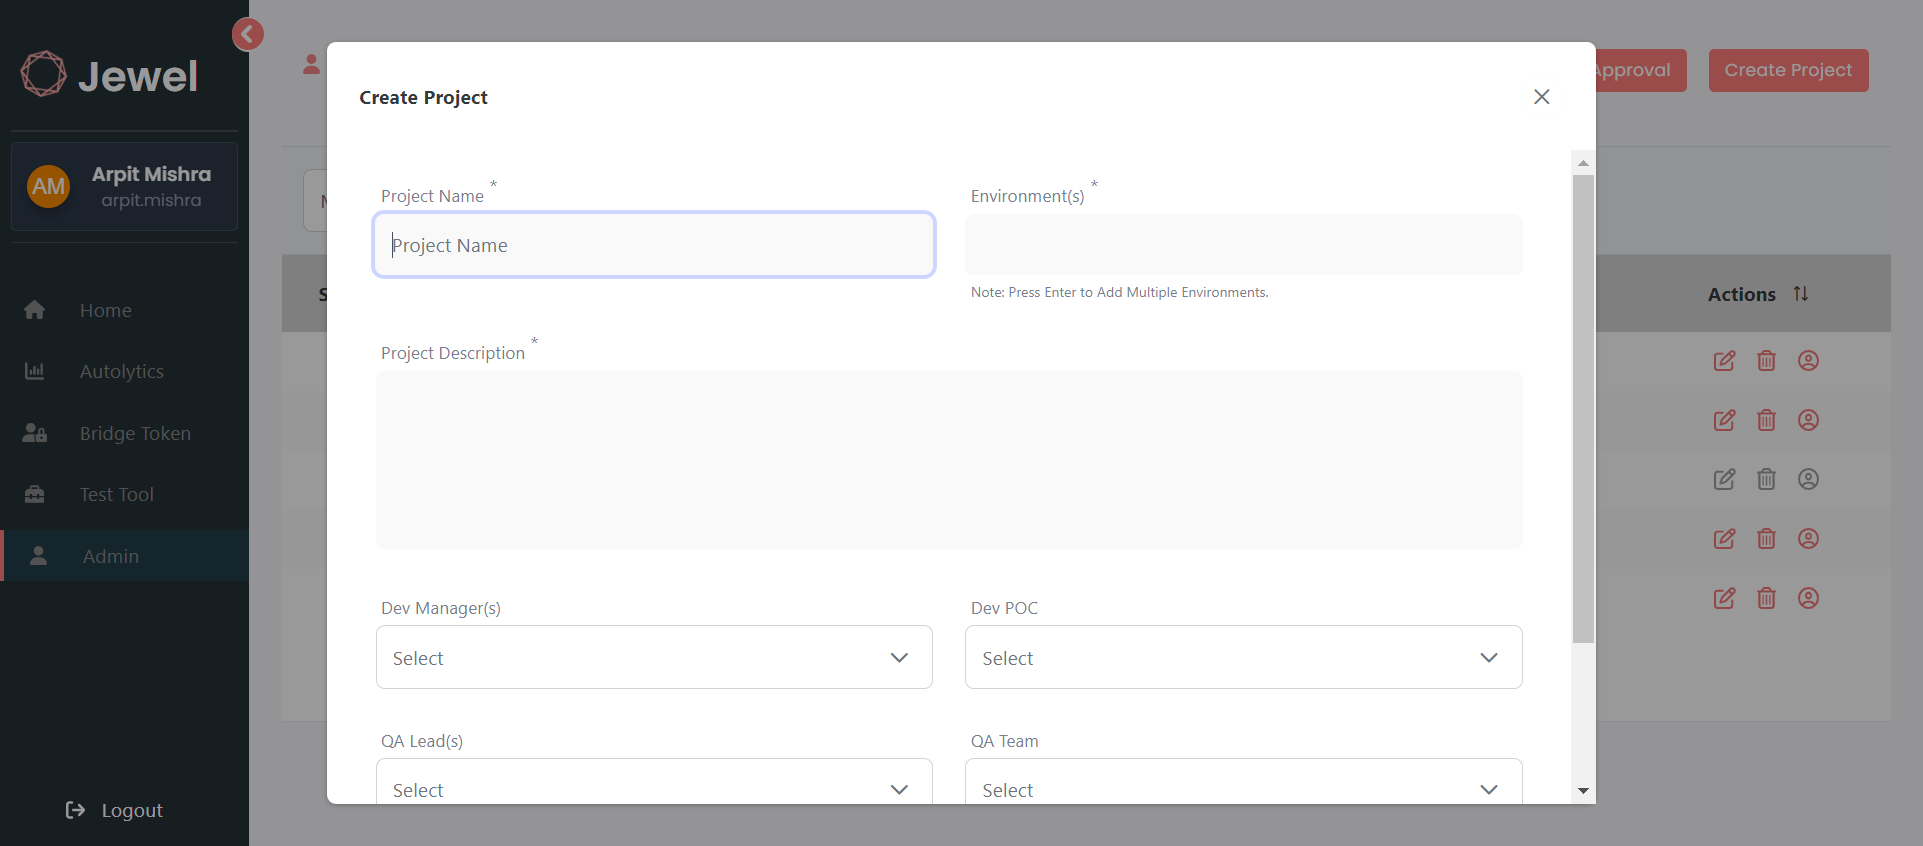 Jewel
AM
Arpit Mishra
arpit.mishra
Home
Autolytics
Bridge Token
Test Tool
Admin
Logout
Approval
Create Project
Create Project
Project Name *
Project Name
Environment(s) *
Note: Press Enter to Add Multiple Environments.
Project Description *
Dev Manager(s)
Select
Dev POC
Select
QA Lead(s)
Select
QA Team
Select
Actions